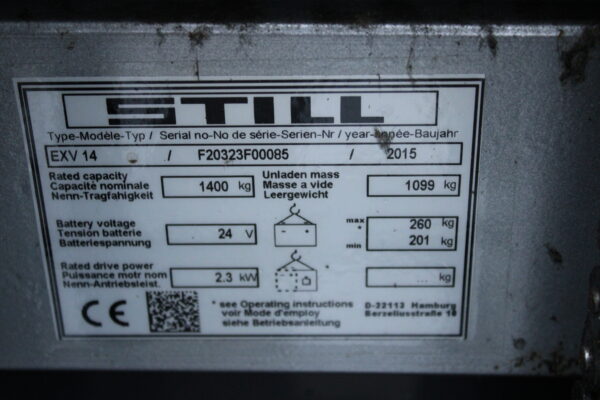 STILL
Type-Modèle-Typ / Serial no-No de série-Serien-Nr / year-année-Baujahr
EXV 14 / F20323F00085 / 2015
Rated capacity
Capacité nominale
Nenn-Tragfähigkeit
1400 kg
Unladen mass
Masse a vide
Leergewicht
1099 kg
Battery voltage
Tension batterie
Batteriespannung
24 V
max 260 kg
*
min 201 kg
Rated drive power
Puissance motr nom
Nenn-Antriebsleist.
2.3 kW
... kg
CE
*see Operating instructions
voir Mode d'employ
siehe Betriebsanleitung
D-22113 Hamburg
Berzeliusstraße 10